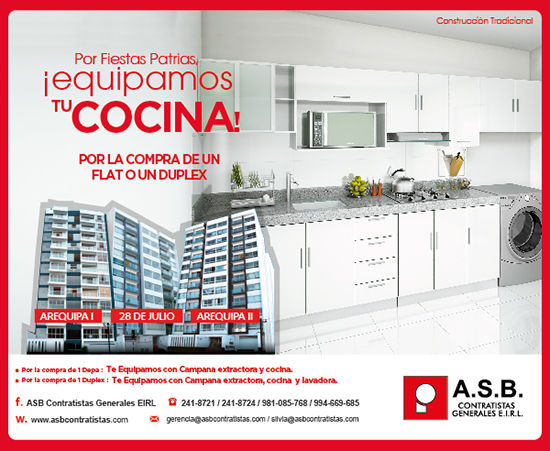 Construcción Tradicional
Por Fiestas Patrias,
¡equipamos
TU COCINA!
POR LA COMPRA DE UN
FLAT O UN DUPLEX
AREQUIPA I
28 DE JULIO
AREQUIPA II
Por la compra de 1 Depa : Te Equipamos con Campana extractora y cocina.
Por la compra de 1 Duplex : Te Equipamos con Campana extractora, cocina y lavadora.
f. ASB Contratistas Generales EIRL 241-8721 / 241-8724 / 981-085-768 / 994-669-685
W. www.asbcontratistas.com gerencia@asbcontratistas.com / silvia@asbcontratistas.com
A.S.B.
CONTRATISTAS
GENERALES E.I.R.L.